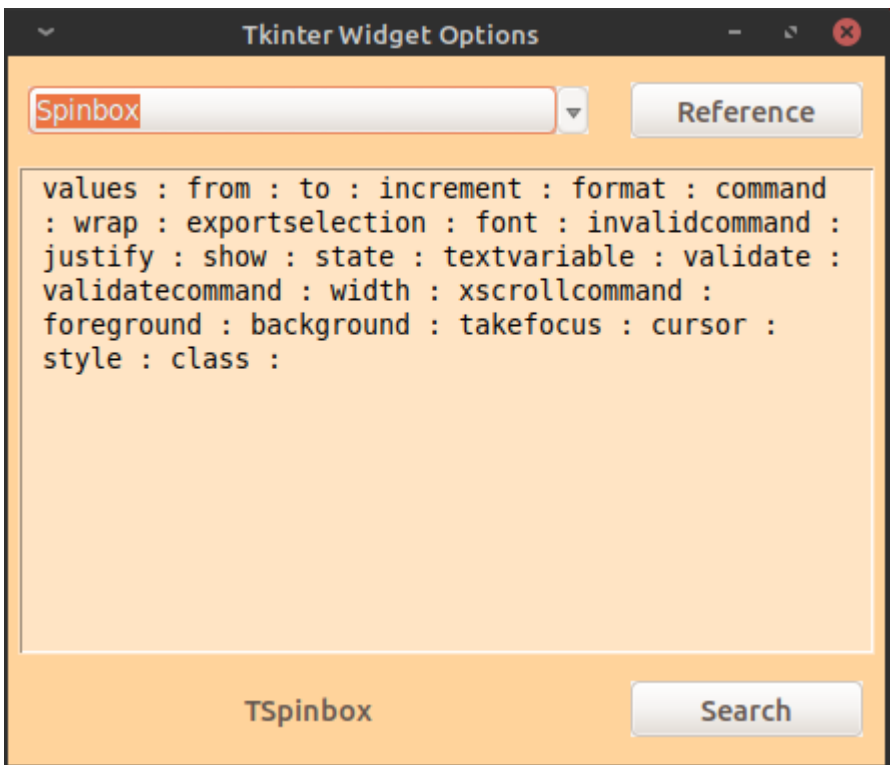 Tkinter Widget Options
Spinbox
Reference
values : from : to : increment : format : command
: wrap : exportselection : font : invalidcommand :
justify : show : state : textvariable : validate :
validatecommand : width : xscrollcommand :
foreground : background : takefocus : cursor :
style : class :
TSpinbox
Search